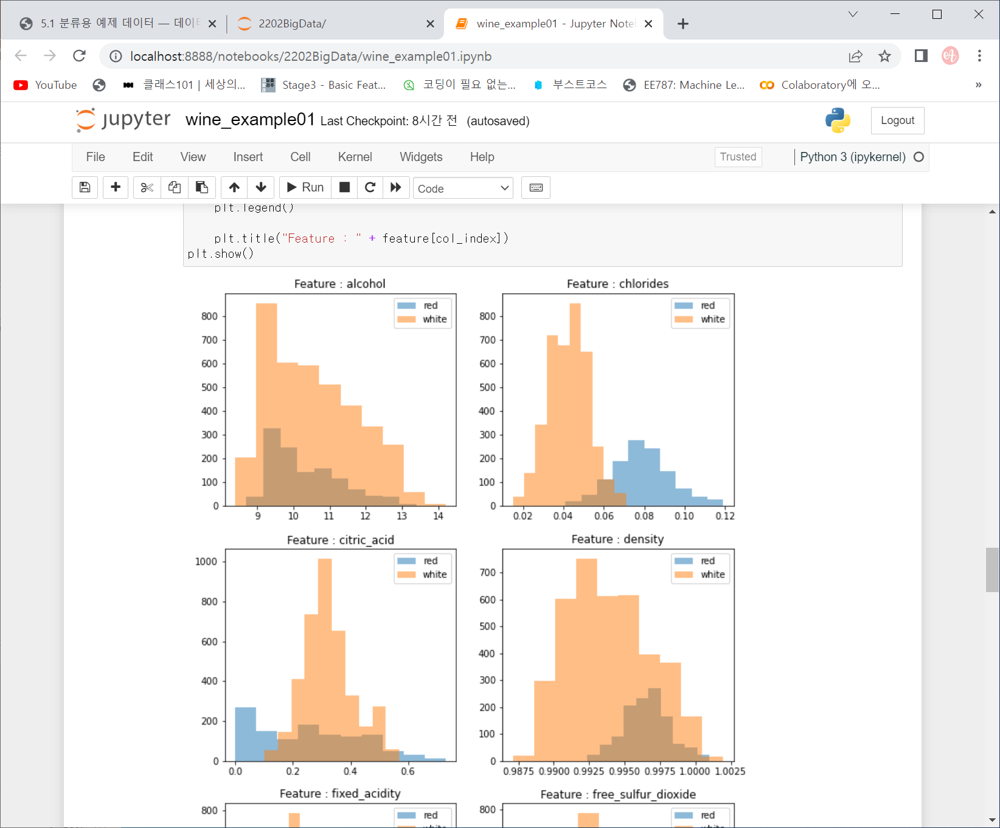 5.1 분류용 예제 데이터 — 데이터
2202BigData/
wine_example01 - Jupyter Note
localhost:8888/notebooks/2202BigData/wine_example01.ipynb
YouTube
클래스101 | 세상의...
Stage3 - Basic Feat...
코딩이 필요 없는...
부스트코스
EE787: Machine Le...
Colaboratory에 오...
»
jupyter wine_example01 Last Checkpoint: 8시간 전 (autosaved)
Logout
File Edit View Insert Cell Kernel Widgets Help
Trusted
Python 3 (ipykernel)
Run
Code
plt.legend()
plt.title("Feature : " + feature[col_index])
plt.show()
Feature : alcohol
red
white
800
700
600
500
400
300
200
100
0
9 10 11 12 13 14
Feature : chlorides
red
white
800
700
600
500
400
300
200
100
0
0.02 0.04 0.06 0.08 0.10 0.12
Feature : citric_acid
red
white
1000
800
600
400
200
0
0.0 0.2 0.4 0.6
Feature : density
red
white
700
600
500
400
300
200
100
0
0.9875 0.9900 0.9925 0.9950 0.9975 1.0000 1.0025
Feature : fixed_acidity
800
red
white
Feature : free_sulfur_dioxide
800
red
white